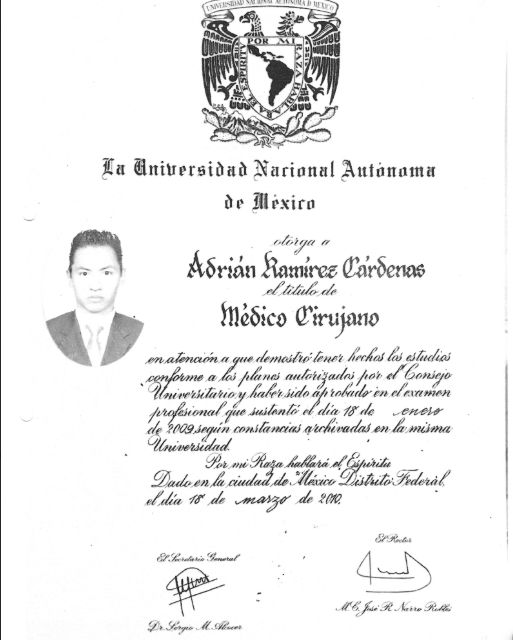 UNIVERSIDAD NACIONAL AUTONOMA DE MEXICO
POR MI RAZA HABLARA EL ESPIRITU
La Universidad Nacional Autónoma
de México
otorga a
Adrián Ramírez Cárdenas
el título de
Médico Cirujano
en atención a que demostró tener hechos los estudios
conforme a los planes autorizados por el Consejo
Universitario y haber sido aprobado en el examen
profesional que sustentó el día 18 de enero
de 2009, según constancias archivadas en la misma
Universidad.
Por mi Raza hablará el Espíritu
Dado en la ciudad de México Distrito Federal,
el día 18 de marzo de 2010.
El Secretario General
El Rector
Dr. Sergio M. Alcocer
M.C. José R. Narro Robles